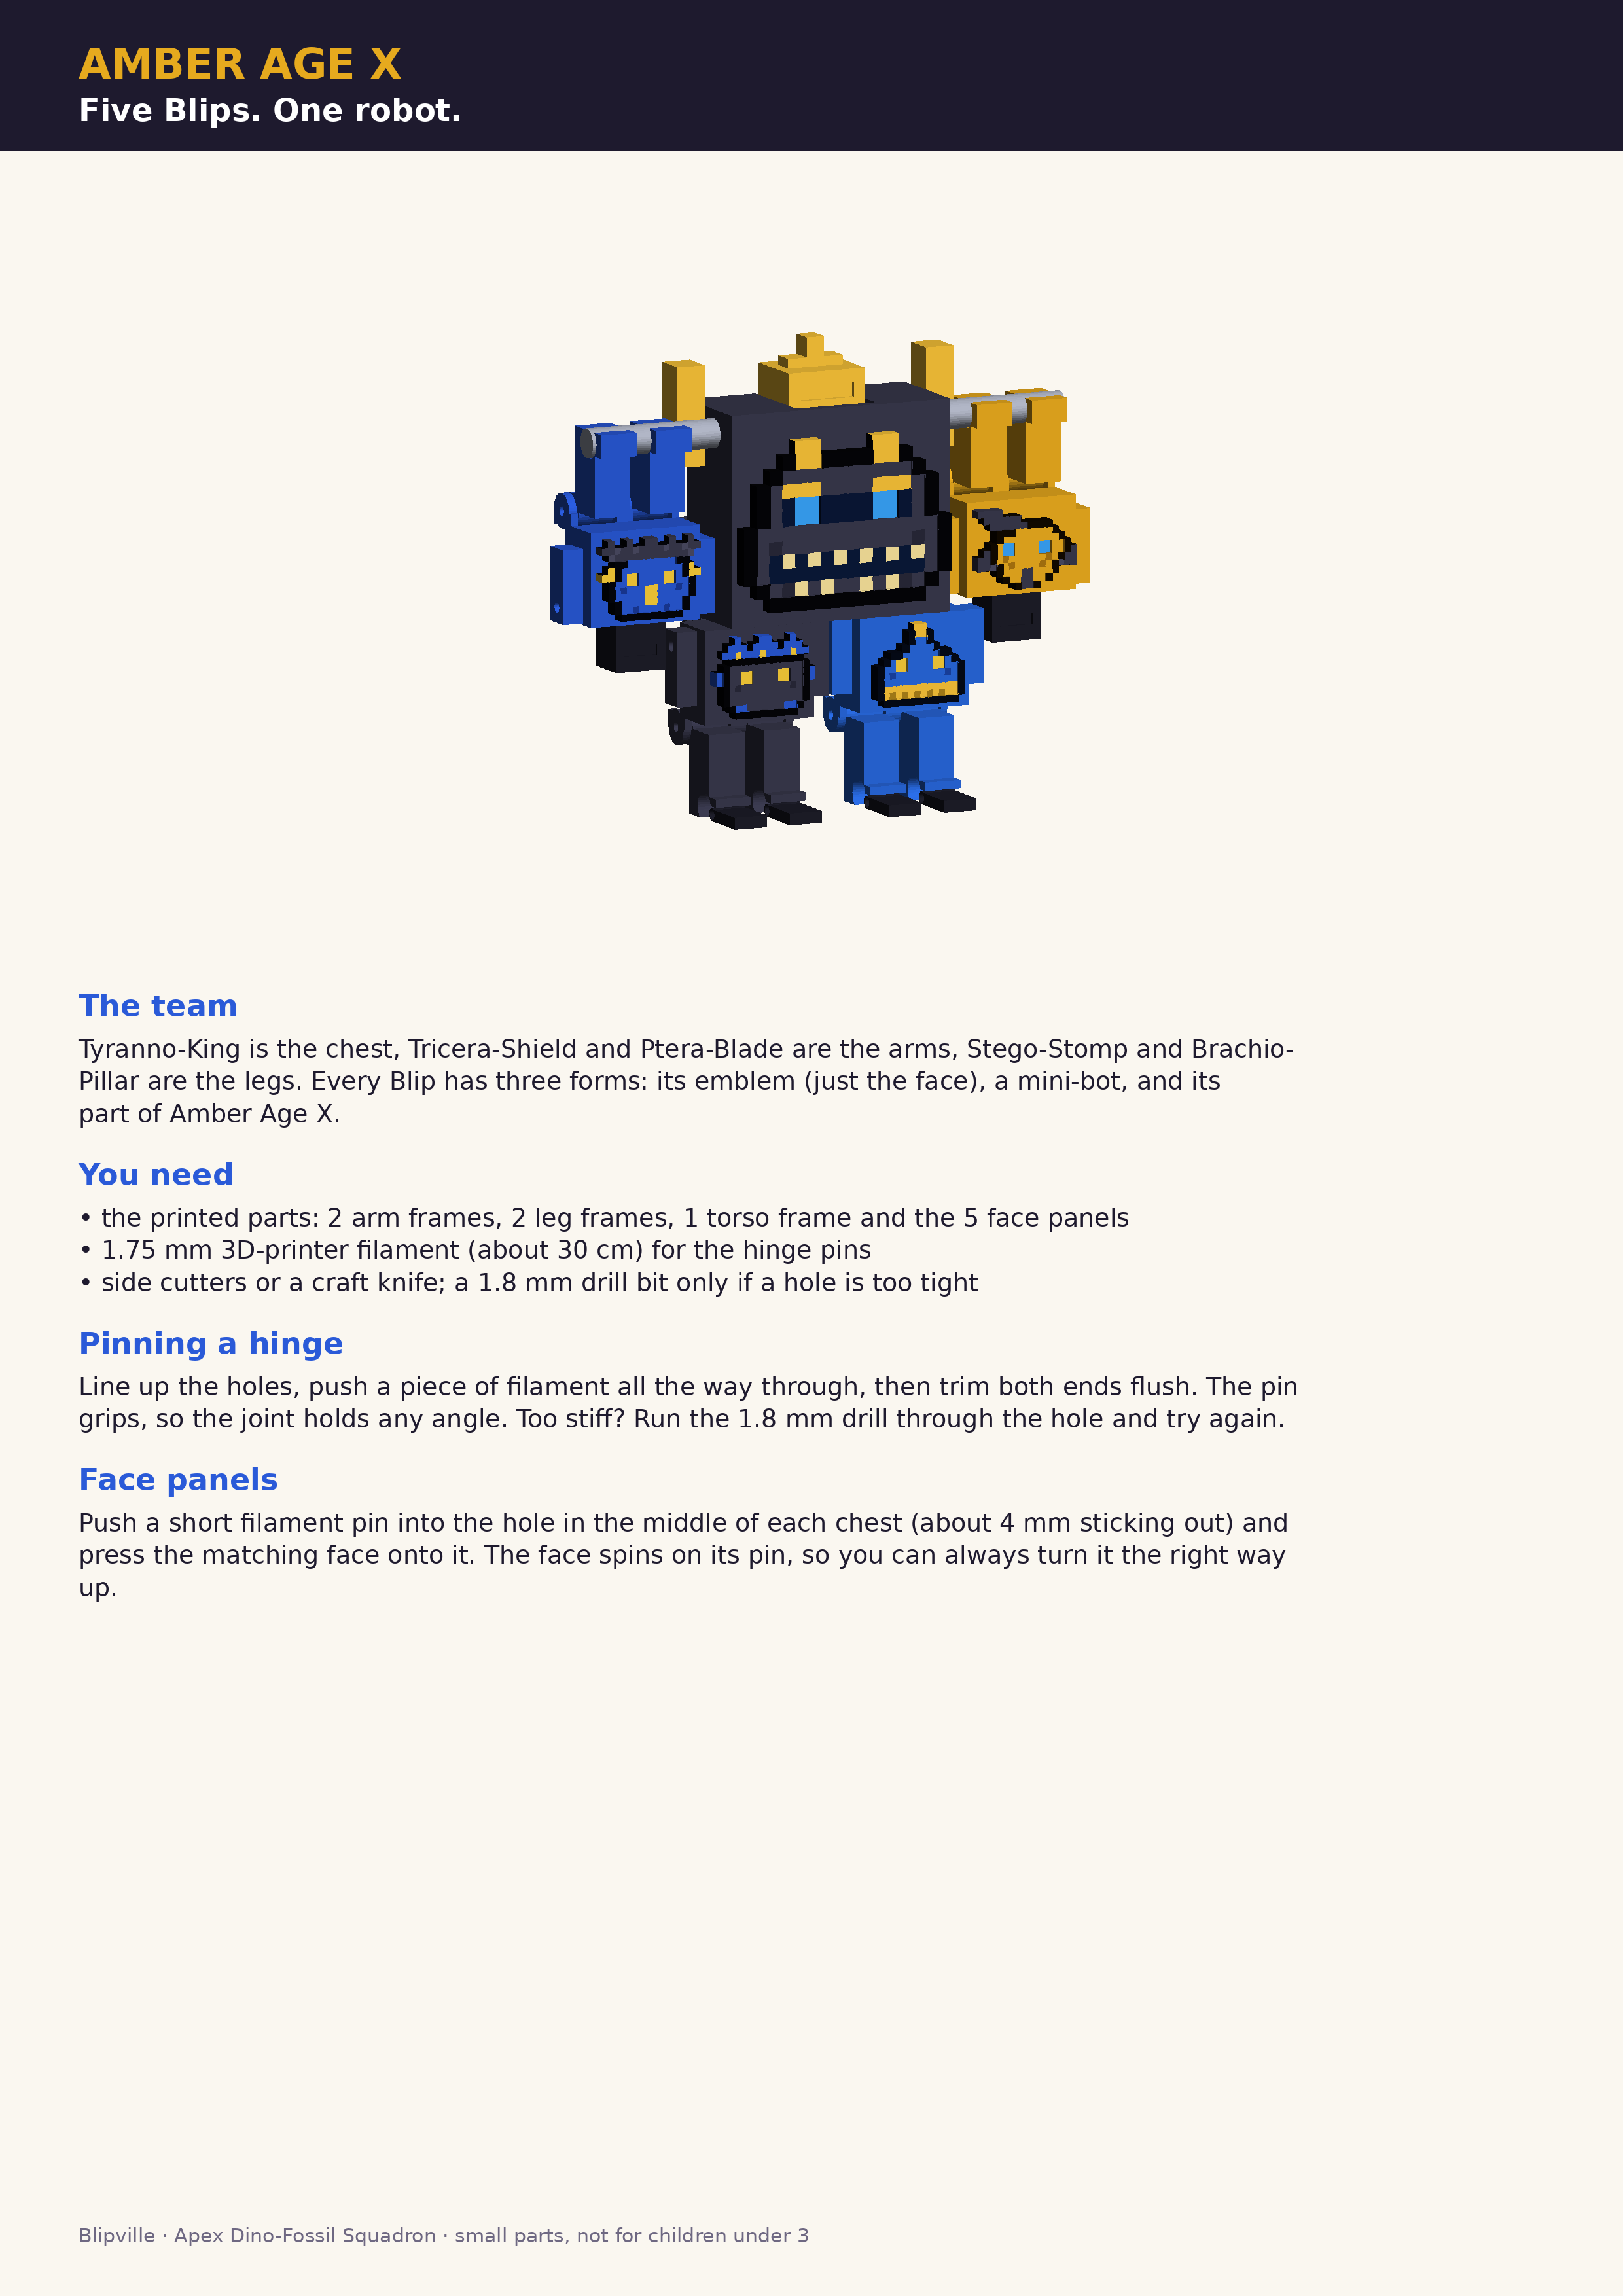 AMBER AGE X
Five Blips. One robot.
The team
Tyranno-King is the chest, Tricera-Shield and Ptera-Blade are the arms, Stego-Stomp and Brachio-
Pillar are the legs. Every Blip has three forms: its emblem (just the face), a mini-bot, and its
part of Amber Age X.
You need
• the printed parts: 2 arm frames, 2 leg frames, 1 torso frame and the 5 face panels
• 1.75 mm 3D-printer filament (about 30 cm) for the hinge pins
• side cutters or a craft knife; a 1.8 mm drill bit only if a hole is too tight
Pinning a hinge
Line up the holes, push a piece of filament all the way through, then trim both ends flush. The pin
grips, so the joint holds any angle. Too stiff? Run the 1.8 mm drill through the hole and try again.
Face panels
Push a short filament pin into the hole in the middle of each chest (about 4 mm sticking out) and
press the matching face onto it. The face spins on its pin, so you can always turn it the right way
up.
Blipville · Apex Dino-Fossil Squadron · small parts, not for children under 3